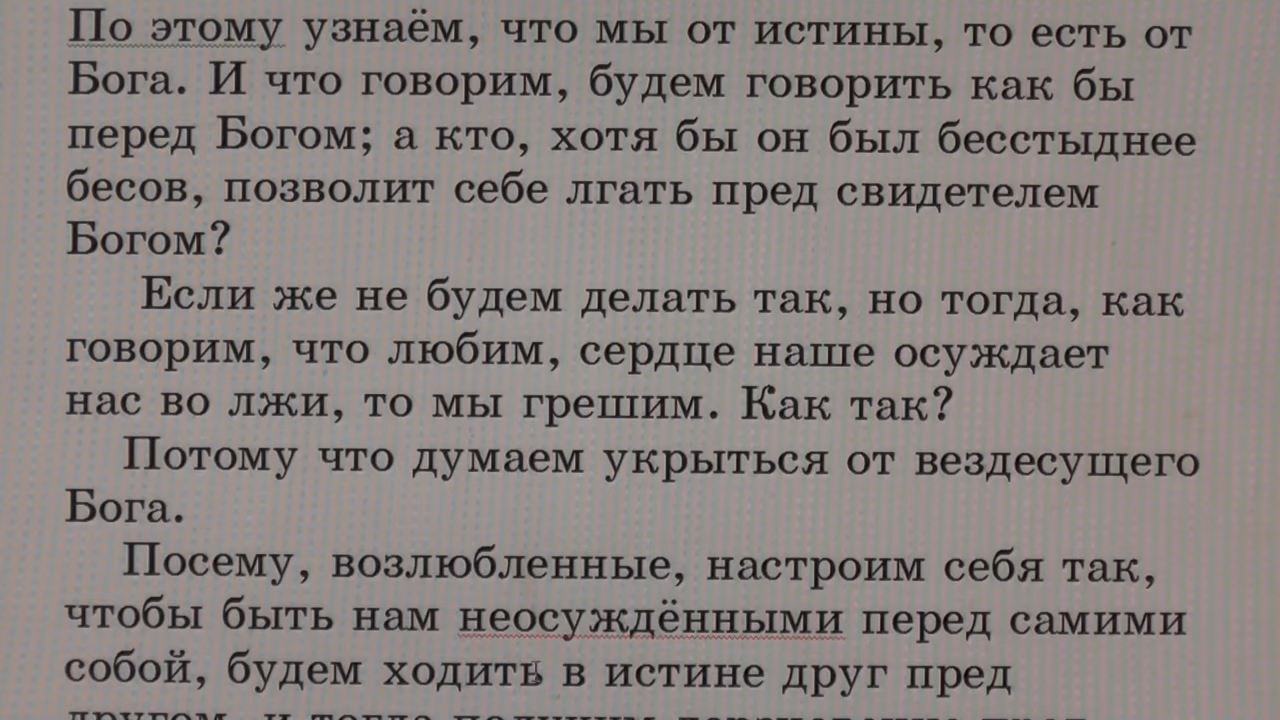 По этому узнаём, что мы от истины, то есть от
Бога. И что говорим, будем говорить как бы
перед Богом; а кто, хотя бы он был бесстыднее
бесов, позволит себе лгать пред свидетелем
Богом?
Если же не будем делать так, но тогда, как
говорим, что любим, сердце наше осуждает
нас во лжи, то мы грешим. Как так?
Потому что думаем укрыться от вездесущего
Бога.
Посему, возлюбленные, настроим себя так,
чтобы быть нам неосуждёнными перед самими
собой, будем ходить в истине друг пред